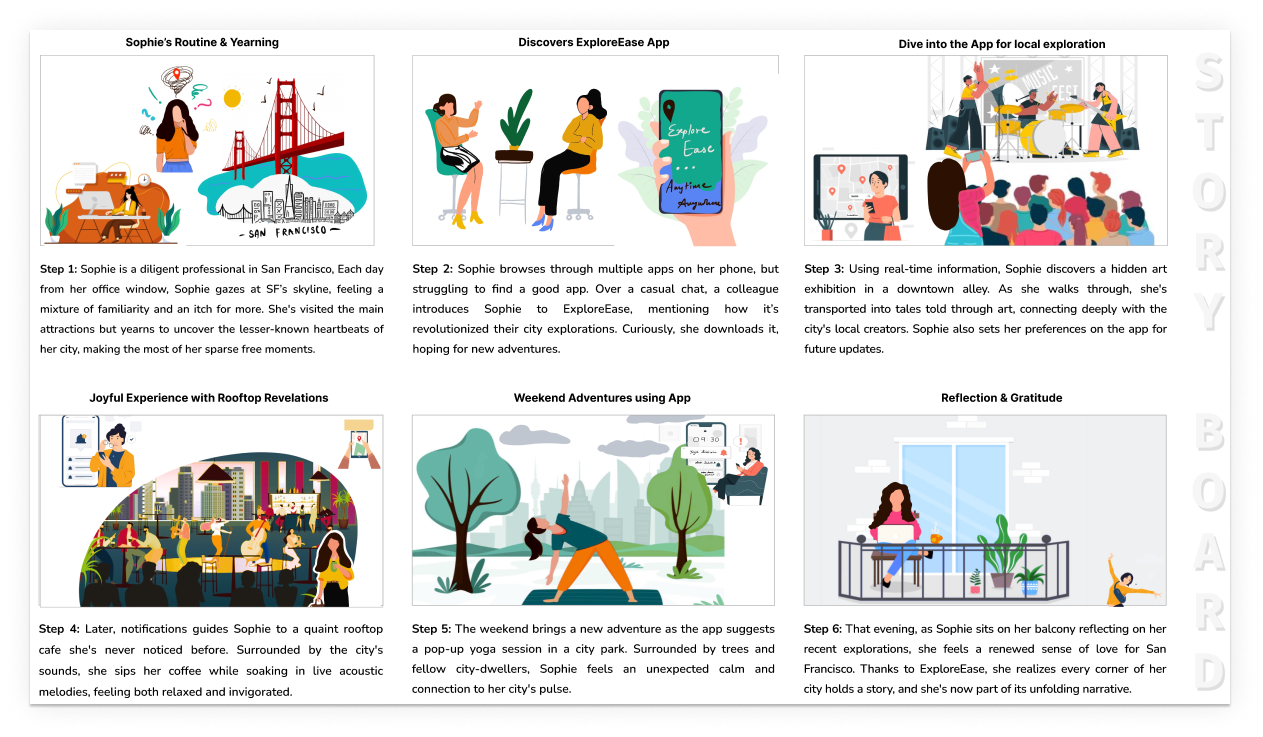 Sophie's Routine & Yearning
SAN FRANCISCO
Step 1: Sophie is a diligent professional in San Francisco, Each day
from her office window, Sophie gazes at SF's skyline, feeling a
mixture of familiarity and an itch for more. She's visited the main
attractions but yearns to uncover the lesser-known heartbeats of
her city, making the most of her sparse free moments.
Discovers ExploreEase App
Explore
Ease
...
Anytime
Anywhere
Step 2: Sophie browses through multiple apps on her phone, but
struggling to find a good app. Over a casual chat, a colleague
introduces Sophie to ExploreEase, mentioning how it's
revolutionized their city explorations. Curiously, she downloads it,
hoping for new adventures.
Dive into the App for local exploration
MUSIC
FEST
Step 3: Using real-time information, Sophie discovers a hidden art
exhibition in a downtown alley. As she walks through, she's
transported into tales told through art, connecting deeply with the
city's local creators. Sophie also sets her preferences on the app for
future updates.
Joyful Experience with Rooftop Revelations
Step 4: Later, notifications guides Sophie to a quaint rooftop
cafe she's never noticed before. Surrounded by the city's
sounds, she sips her coffee while soaking in live acoustic
melodies, feeling both relaxed and invigorated.
Weekend Adventures using App
09:30
Step 5: The weekend brings a new adventure as the app suggests
a pop-up yoga session in a city park. Surrounded by trees and
fellow city-dwellers, Sophie feels an unexpected calm and
connection to her city's pulse.
Reflection & Gratitude
Step 6: That evening, as Sophie sits on her balcony reflecting on her
recent explorations, she feels a renewed sense of love for San
Francisco. Thanks to ExploreEase, she realizes every corner of her
city holds a story, and she's now part of its unfolding narrative.
STORY
BOARD